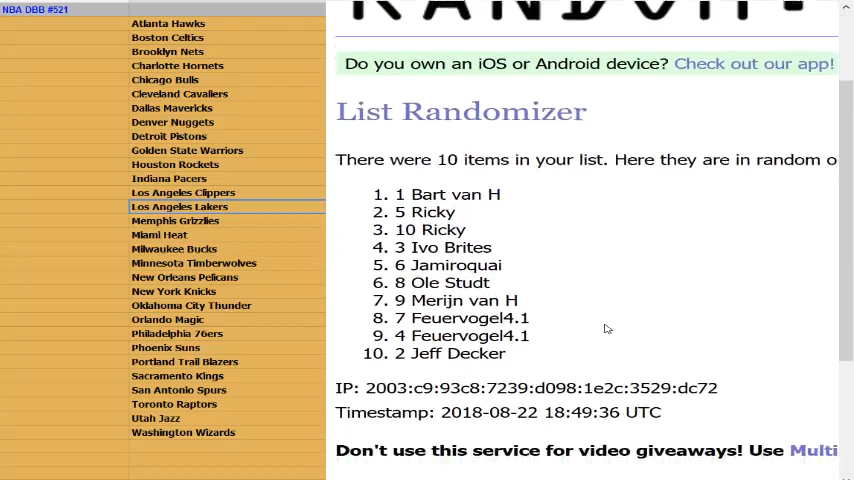 NBA DBB #521
Atlanta Hawks
Boston Celtics
Brooklyn Nets
Charlotte Hornets
Chicago Bulls
Cleveland Cavaliers
Dallas Mavericks
Denver Nuggets
Detroit Pistons
Golden State Warriors
Houston Rockets
Indiana Pacers
Los Angeles Clippers
Los Angeles Lakers
Memphis Grizzlies
Miami Heat
Milwaukee Bucks
Minnesota Timberwolves
New Orleans Pelicans
New York Knicks
Oklahoma City Thunder
Orlando Magic
Philadelphia 76ers
Phoenix Suns
Portland Trail Blazers
Sacramento Kings
San Antonio Spurs
Toronto Raptors
Utah Jazz
Washington Wizards
Do you own an iOS or Android device? Check out our app!
List Randomizer
There were 10 items in your list. Here they are in random o
1. 1 Bart van H
2. 5 Ricky
3. 10 Ricky
4. 3 Ivo Brites
5. 6 Jamiroquai
6. 8 Ole Studt
7. 9 Merijn van H
8. 7 Feuervogel4.1
9. 4 Feuervogel4.1
10. 2 Jeff Decker
IP: 2003:c9:93c8:7239:d098:1e2c:3529:dc72
Timestamp: 2018-08-22 18:49:36 UTC
Don't use this service for video giveaways! Use Multi